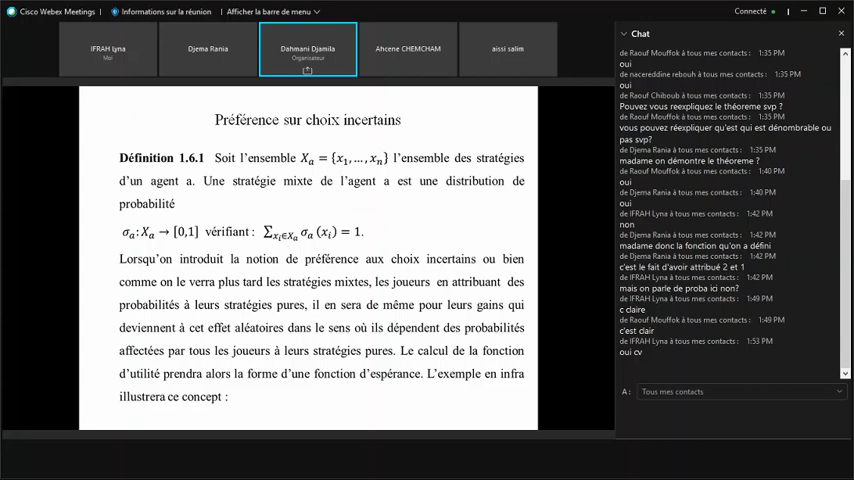 Cisco Webex Meetings
Informations sur la réunion
Afficher la barre de menu
Connecté
IFRAH Lyna
Moi
Djema Rania
Dahmani Djamila
Organisateur
Ahcene CHEMCHAM
aissi salim
Préférence sur choix incertains
Définition 1.6.1 Soit l'ensemble Xₐ = {x₁, … , xₙ} l'ensemble des stratégies
d'un agent a. Une stratégie mixte de l'agent a est une distribution de
probabilité
σₐ: Xₐ → [0,1] vérifiant : ∑ₓᵢ∈Xₐ σₐ (xᵢ) = 1.
Lorsqu'on introduit la notion de préférence aux choix incertains ou bien
comme on le verra plus tard les stratégies mixtes, les joueurs en attribuant des
probabilités à leurs stratégies pures, il en sera de même pour leurs gains qui
deviennent à cet effet aléatoires dans le sens où ils dépendent des probabilités
affectées par tous les joueurs à leurs stratégies pures. Le calcul de la fonction
d'utilité prendra alors la forme d'une fonction d'espérance. L'exemple en infra
illustrera ce concept :
Chat
de Raouf Mouffok à tous mes contacts : 1:35 PM
oui
de nacereddine rebouh à tous mes contacts : 1:35 PM
oui
de Raouf Chiboub à tous mes contacts : 1:35 PM
Pouvez vous reexpliquez le théoreme svp ?
de Raouf Mouffok à tous mes contacts : 1:35 PM
vous pouvez réexpliquer qu'est qui est dénombrable ou
pas svp?
de Djema Rania à tous mes contacts : 1:35 PM
madame on démontre le théoreme ?
de Raouf Mouffok à tous mes contacts : 1:40 PM
oui
de Djema Rania à tous mes contacts : 1:40 PM
oui
de IFRAH Lyna à tous mes contacts : 1:42 PM
non
de Djema Rania à tous mes contacts : 1:42 PM
madame donc la fonction qu'on a défini
de Djema Rania à tous mes contacts : 1:42 PM
c'est le fait d'avoir attribué 2 et 1
de IFRAH Lyna à tous mes contacts : 1:42 PM
mais on parle de proba ici non?
de IFRAH Lyna à tous mes contacts : 1:49 PM
c claire
de Raouf Mouffok à tous mes contacts : 1:49 PM
c'est clair
de IFRAH Lyna à tous mes contacts : 1:53 PM
oui cv
A : Tous mes contacts